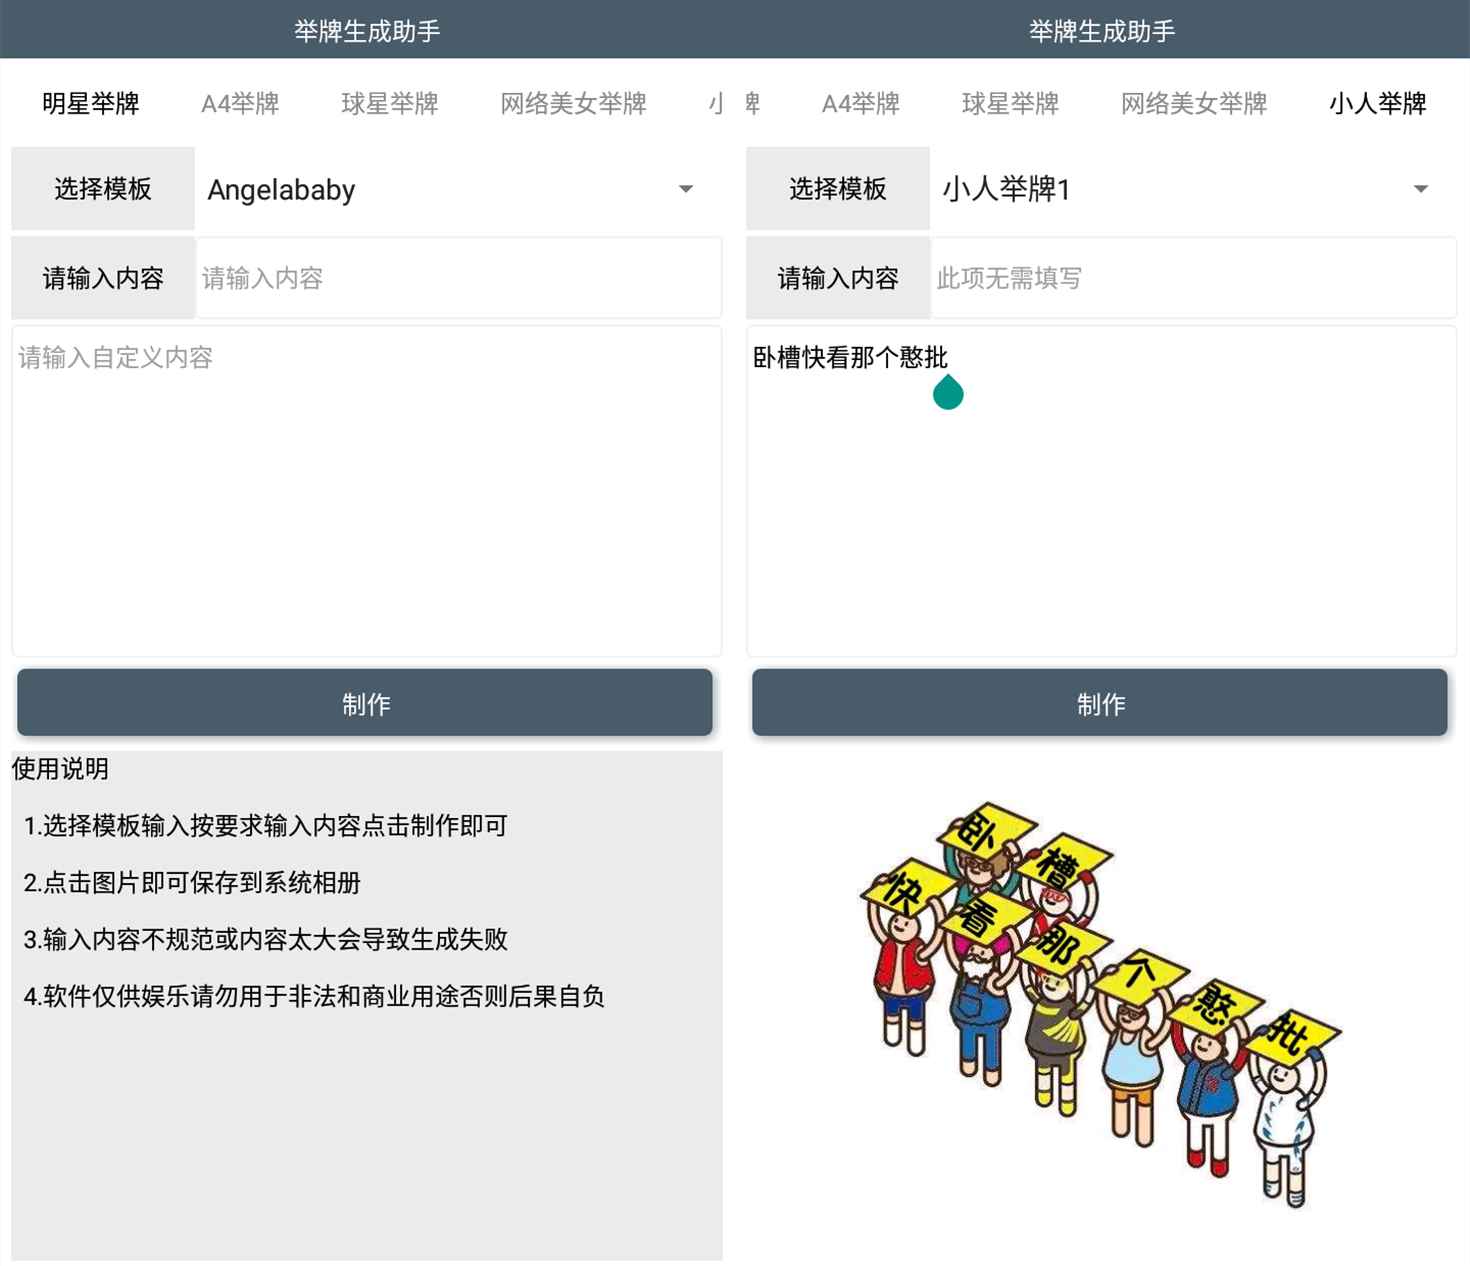 举牌生成助手
明星举牌 A4举牌 球星举牌 网络美女举牌
选择模板 Angelababy
请输入内容 请输入内容
请输入自定义内容
制作
使用说明
1.选择模板输入按要求输入内容点击制作即可
2.点击图片即可保存到系统相册
3.输入内容不规范或内容太大会导致生成失败
4.软件仅供娱乐请勿用于非法和商业用途否则后果自负
举牌生成助手
牌 A4举牌 球星举牌 网络美女举牌 小人举牌
选择模板 小人举牌1
请输入内容 此项无需填写
卧槽快看那个憨批
制作
卧槽
快看那个憨批